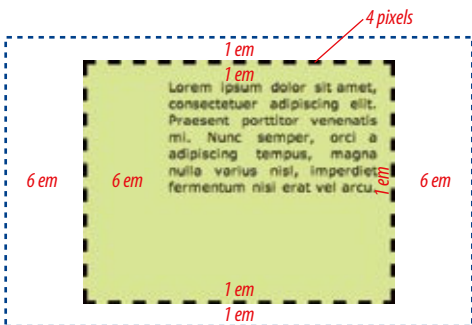 4 pixels
1 em
1 em
Lorem ipsum dolor sit amet,
consectetuer adipiscing elit.
Praesent porttitor venenatis
mi. Nunc semper, orci a
adipiscing tempus, magna
nulla varius nisl, imperdiet
fermentum nisi erat vel arcu.
6 em
6 em
1 em
6 em
1 em
1 em